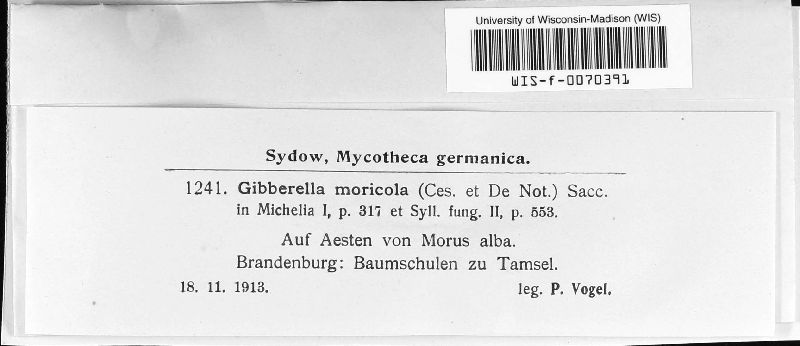 University of Wisconsin-Madison (WIS)
WIS-f-0070391
Sydow, Mycotheca germanica.
1241. Gibberella moricola (Ces. et De Not.) Sacc.
in Michelia I, p. 317 et Syll. fung. II, p. 553.
Auf Aesten von Morus alba.
Brandenburg: Baumschulen zu Tamsel.
18. 11. 1913. leg. P. Vogel.